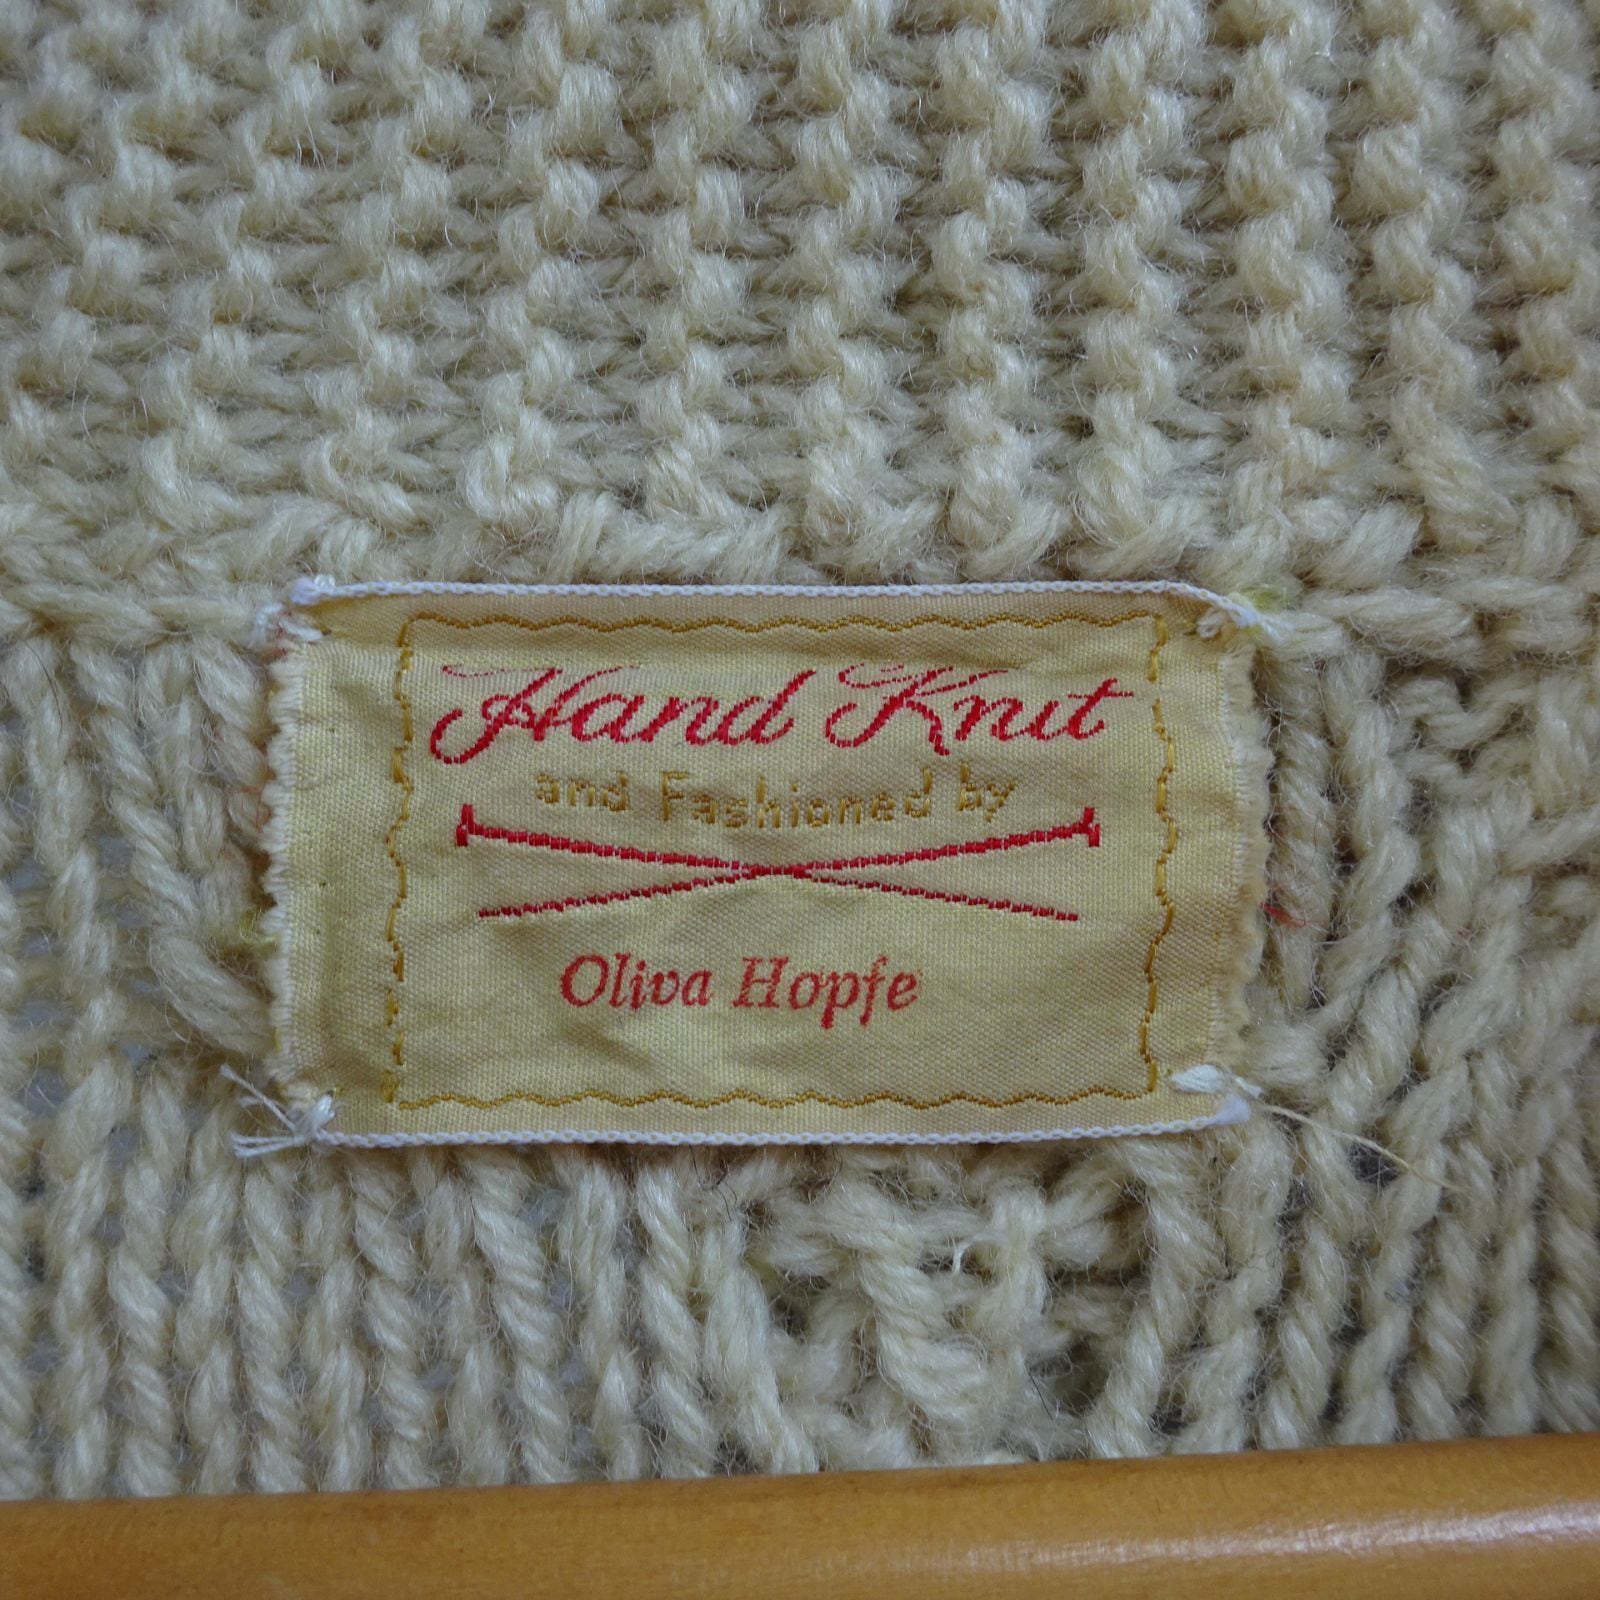 Hand Knit
and Fashioned by
Oliva Hopfe